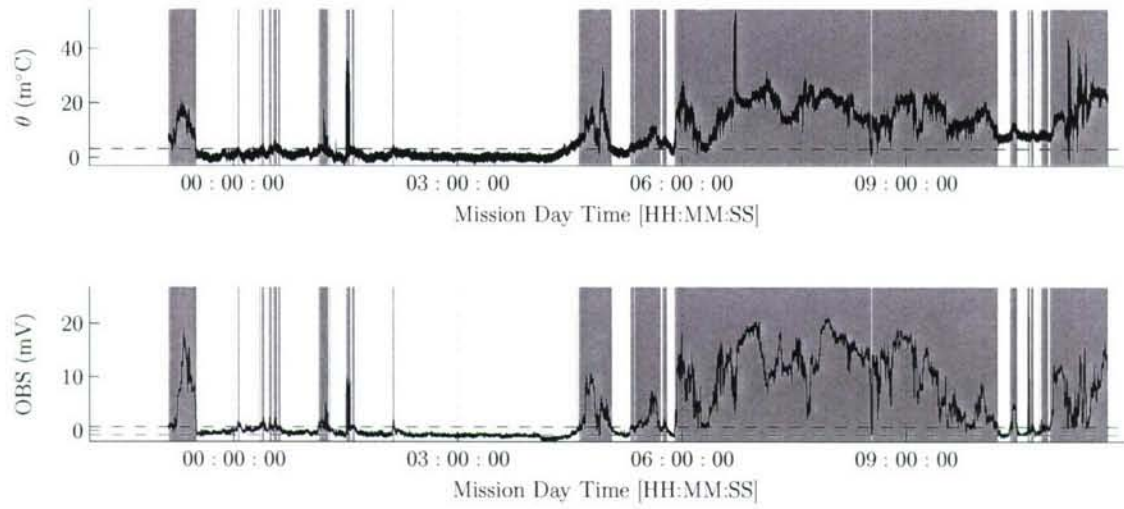 40
20
0
θ (m°C)
00 : 00 : 00 03 : 00 : 00 06 : 00 : 00 09 : 00 : 00
Mission Day Time [HH:MM:SS]
20
10
0
OBS (mV)
00 : 00 : 00 03 : 00 : 00 06 : 00 : 00 09 : 00 : 00
Mission Day Time [HH:MM:SS]